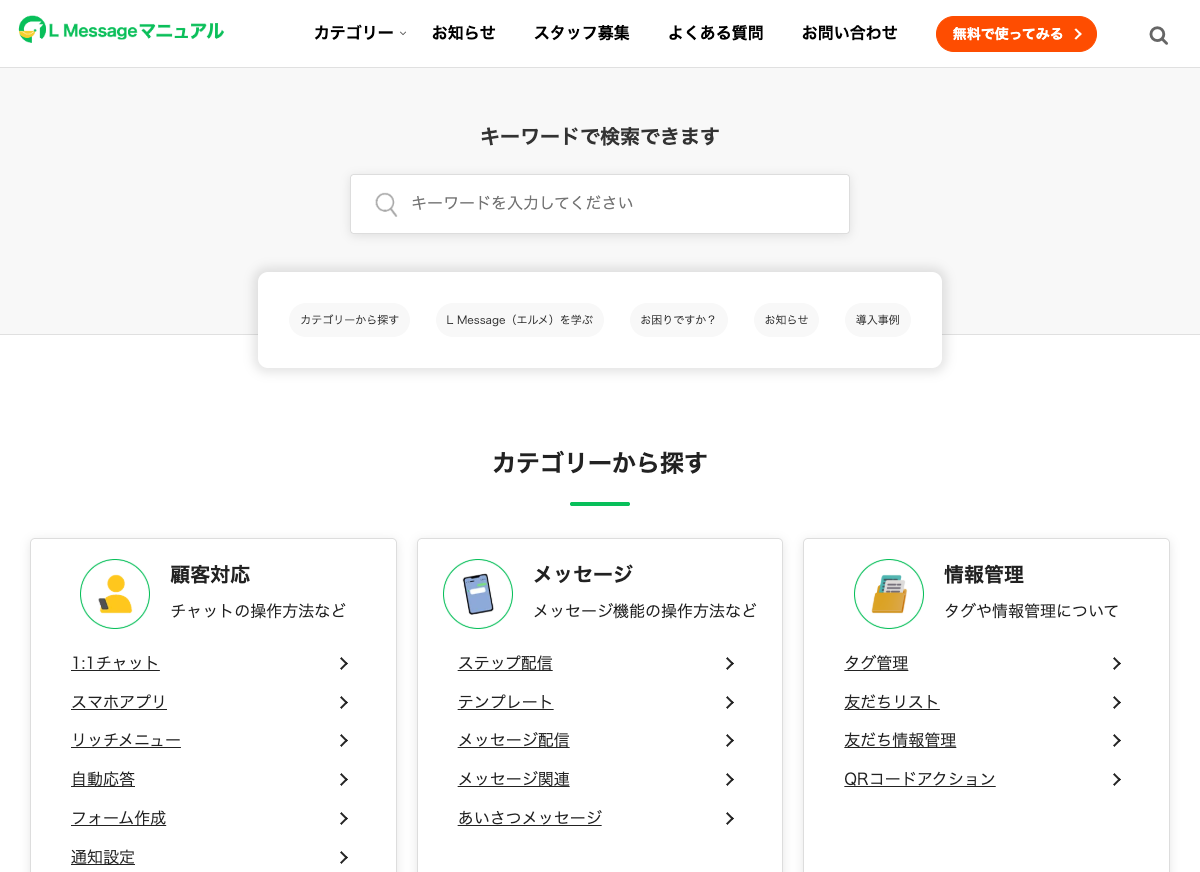 L Messageマニュアル
カテゴリー
お知らせ
スタッフ募集
よくある質問
お問い合わせ
無料で使ってみる
キーワードで検索できます
キーワードを入力してください
カテゴリーから探す
L Message（エルメ）を学ぶ
お困りですか？
お知らせ
導入事例
カテゴリーから探す
顧客対応
チャットの操作方法など
1:1チャット
スマホアプリ
リッチメニュー
自動応答
フォーム作成
通知設定
メッセージ
メッセージ機能の操作方法など
ステップ配信
テンプレート
メッセージ配信
メッセージ関連
あいさつメッセージ
情報管理
タグや情報管理について
タグ管理
友だちリスト
友だち情報管理
QRコードアクション